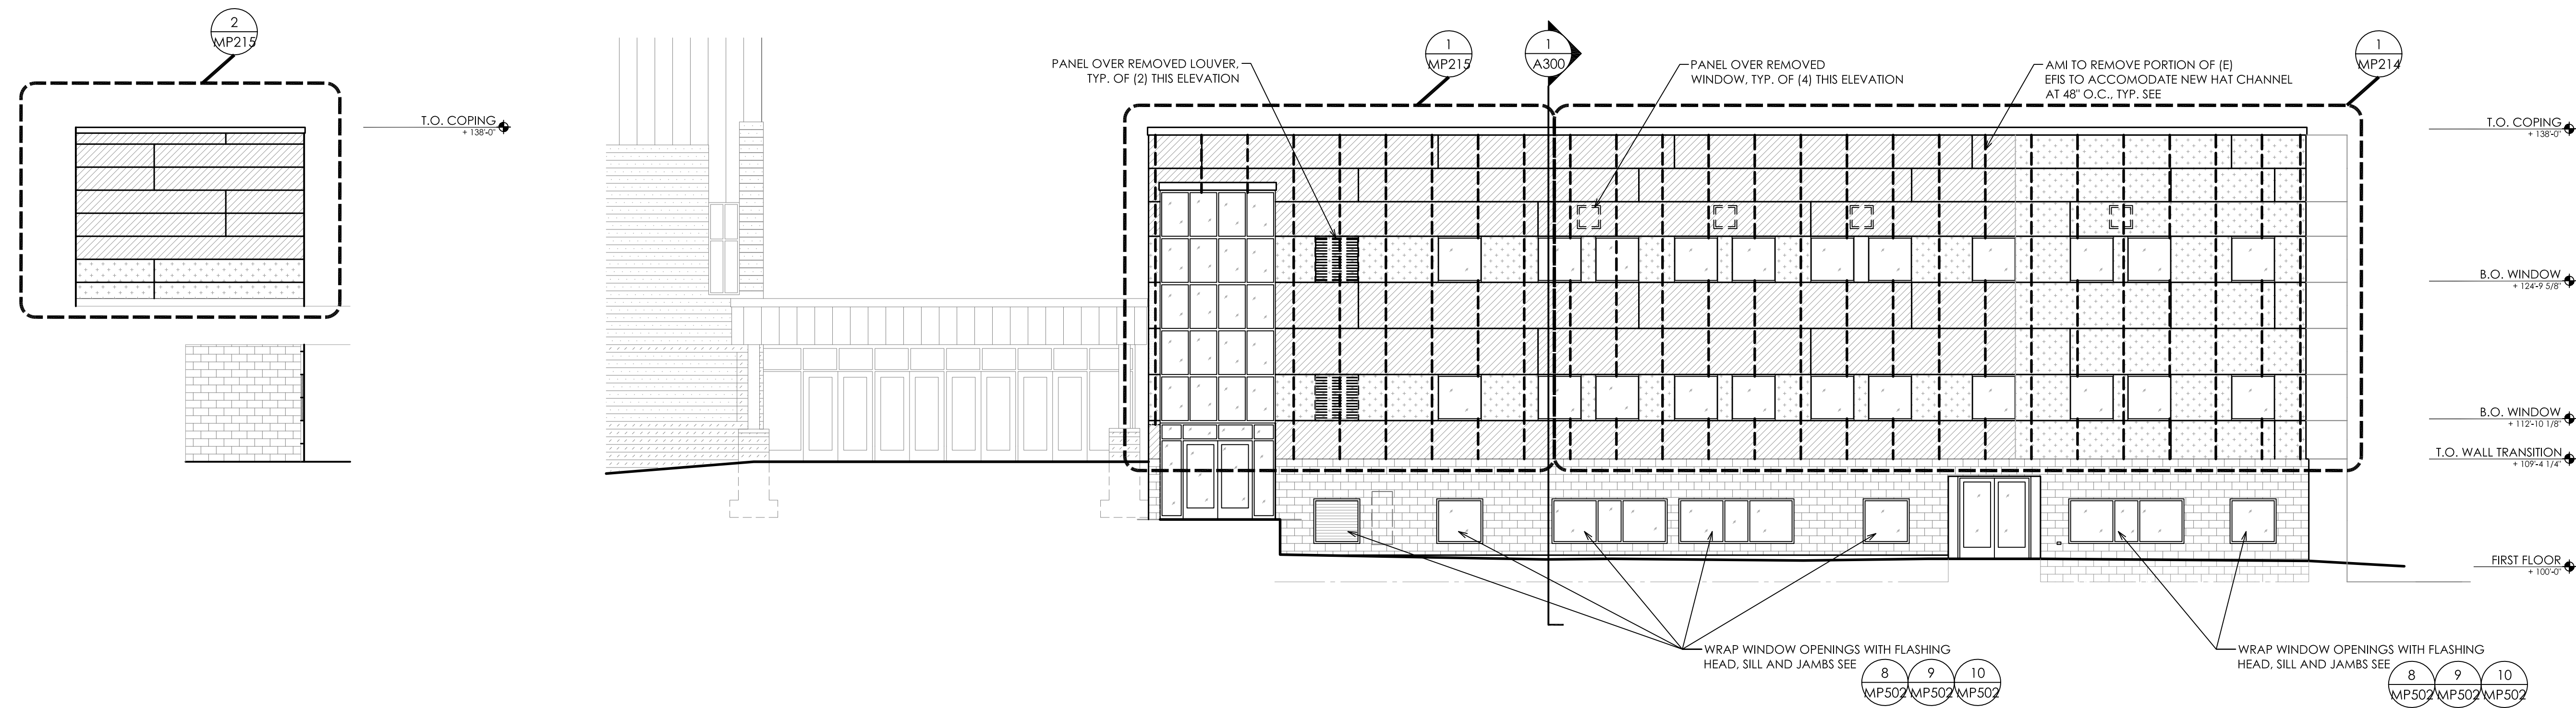 2
MP215
T.O. COPING
+ 138'-0"
PANEL OVER REMOVED LOUVER,
TYP. OF (2) THIS ELEVATION
1
MP215
1
A300
PANEL OVER REMOVED
WINDOW, TYP. OF (4) THIS ELEVATION
AMI TO REMOVE PORTION OF (E)
EFIS TO ACCOMODATE NEW HAT CHANNEL
AT 48" O.C., TYP. SEE
1
MP214
T.O. COPING
+ 138'-0"
B.O. WINDOW
+ 124'-9 5/8"
B.O. WINDOW
+ 112'-10 1/8"
T.O. WALL TRANSITION
+ 109'-4 1/4"
FIRST FLOOR
+ 100'-0"
WRAP WINDOW OPENINGS WITH FLASHING
HEAD, SILL AND JAMBS SEE
8
MP502
9
MP502
10
MP502
WRAP WINDOW OPENINGS WITH FLASHING
HEAD, SILL AND JAMBS SEE
8
MP502
9
MP502
10
MP502